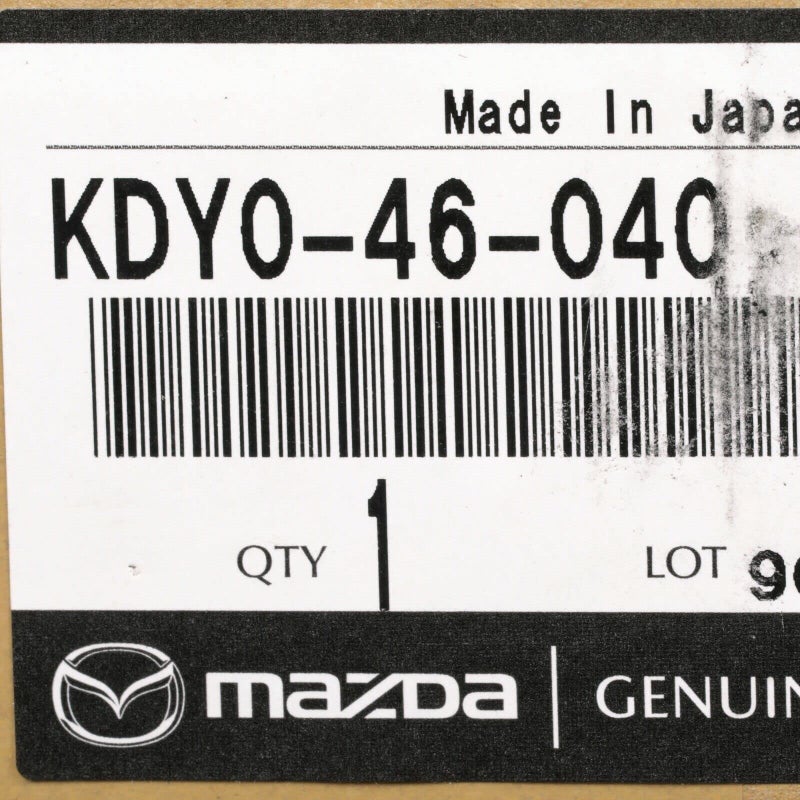 Made In Japa
KDY0-46-040
QTY 1 LOT 9
mazda | GENUIN